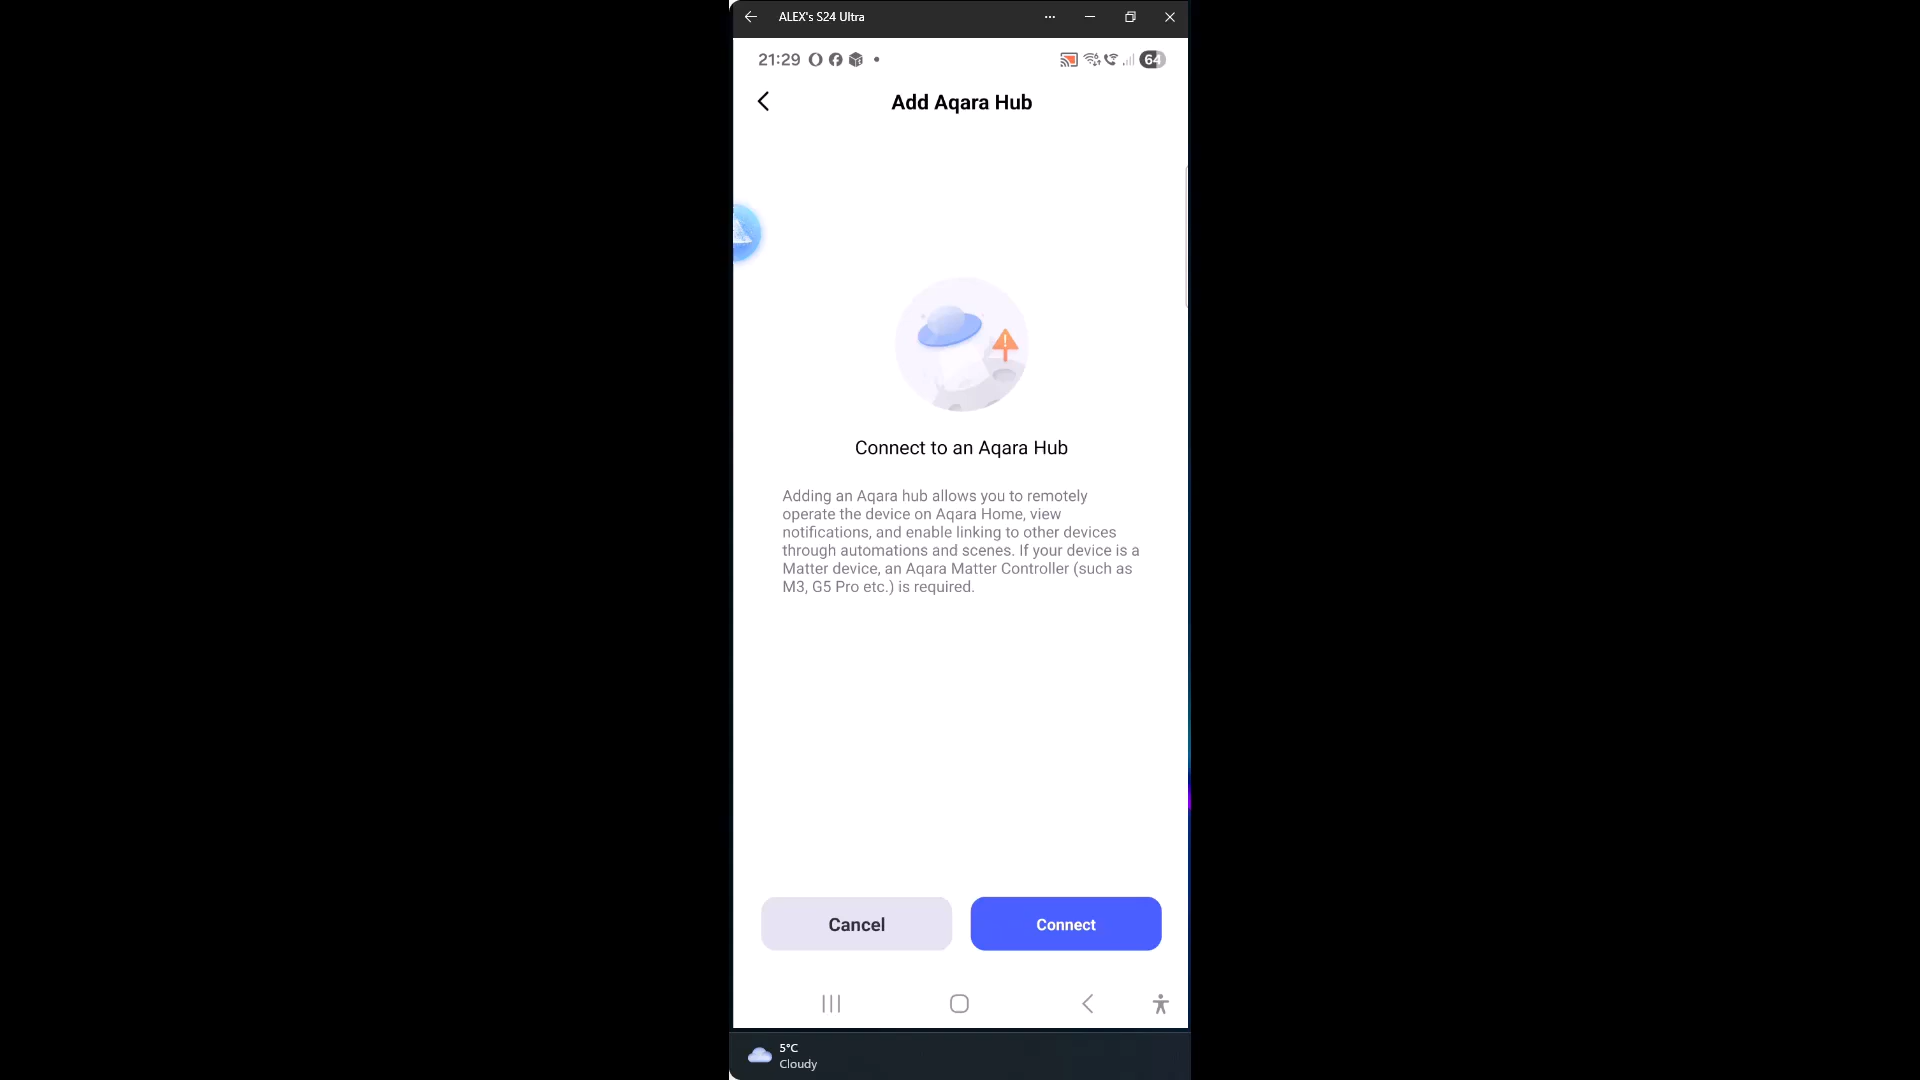 ALEX's S24 Ultra
21:29
64
Add Aqara Hub
Connect to an Aqara Hub
Adding an Aqara hub allows you to remotely
operate the device on Aqara Home, view
notifications, and enable linking to other devices
through automations and scenes. If your device is a
Matter device, an Aqara Matter Controller (such as
M3, G5 Pro etc.) is required.
Cancel
Connect
5°C
Cloudy